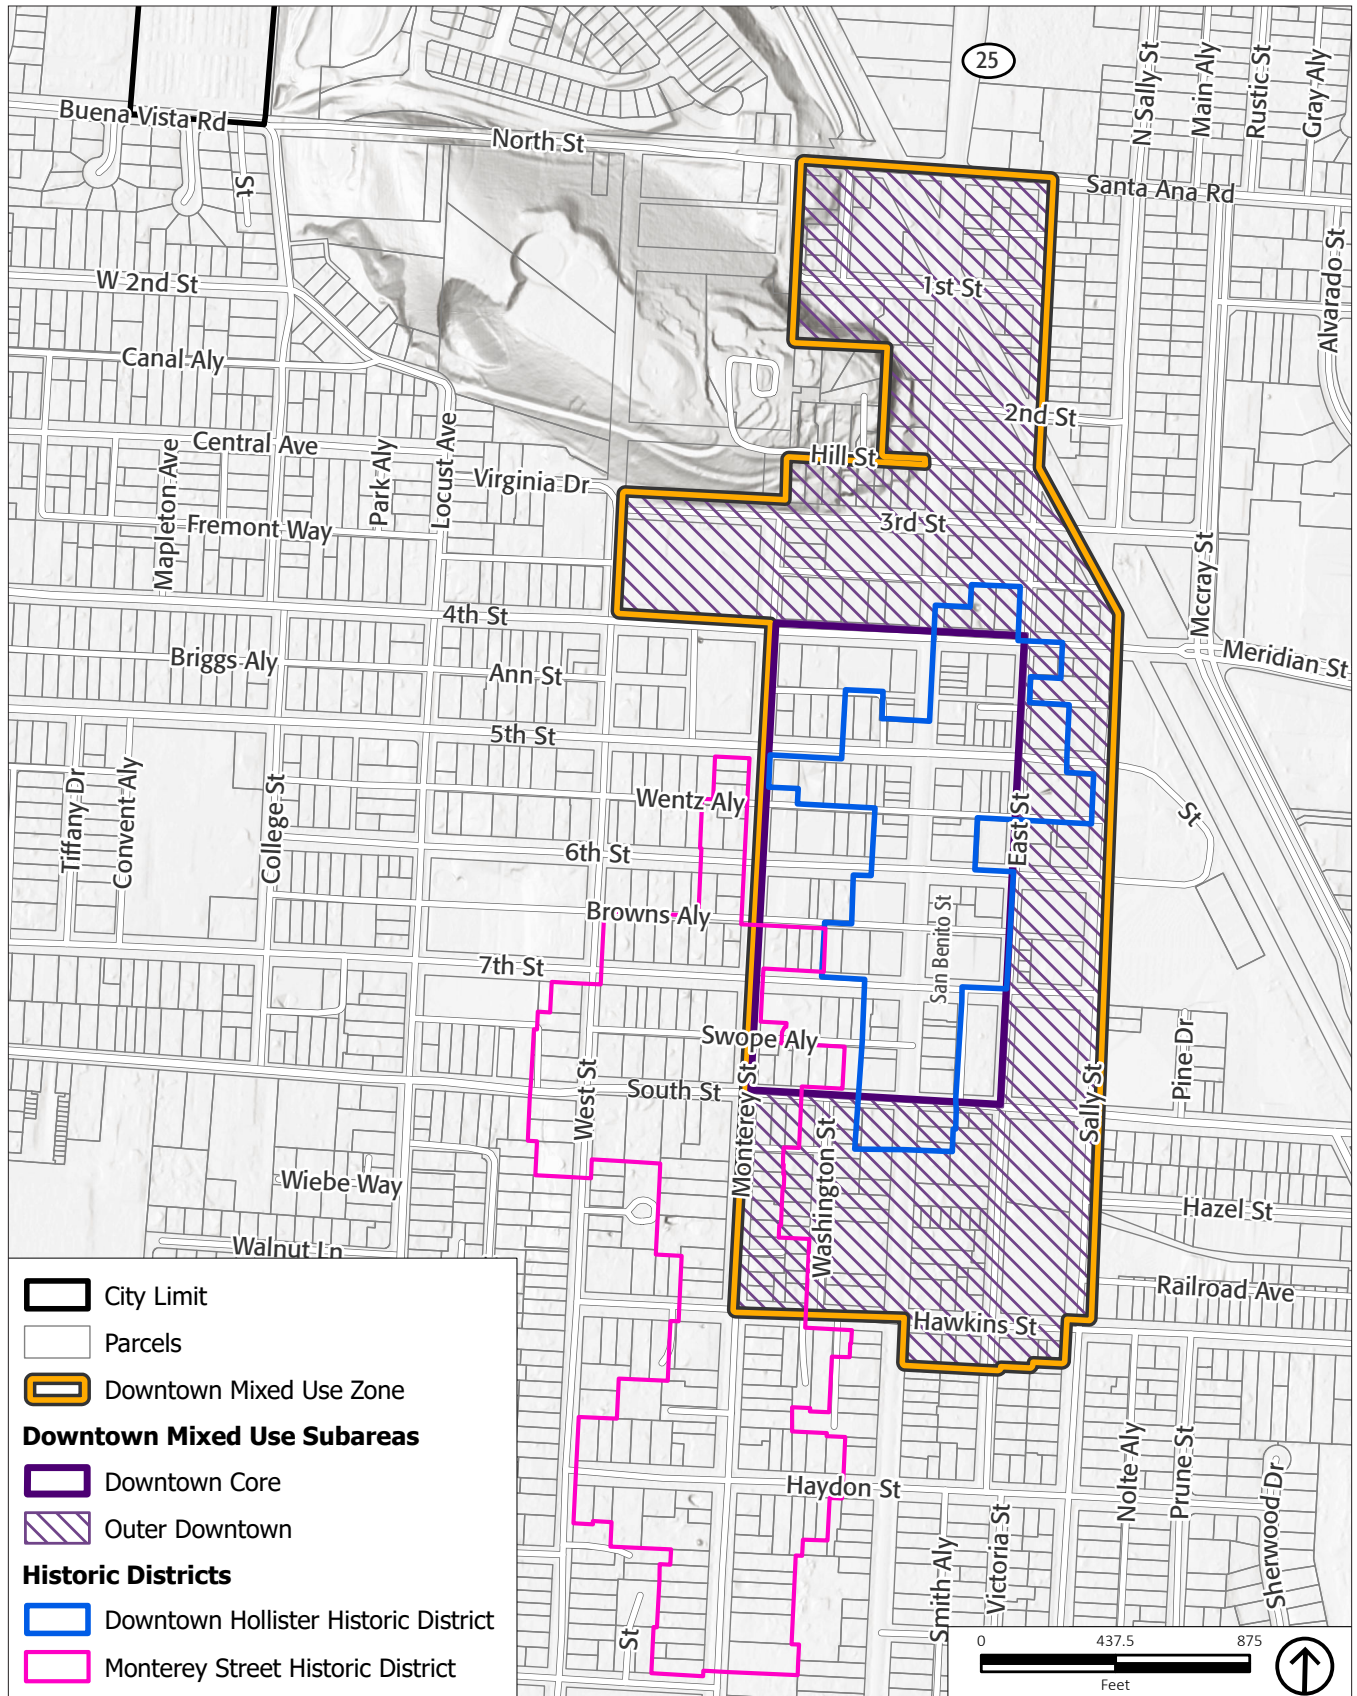 25
N Sally St
Main Aly
Rustic St
Gray Aly
Buena Vista Rd
North St
St
Santa Ana Rd
Alvarado St
W 2nd St
1st St
Canal Aly
2nd St
Central Ave
Mapleton Ave
Park Aly
Locust Ave
Hill St
Virginia Dr
Fremont Way
3rd St
Mccray St
4th St
Meridian St
Briggs Aly
Ann St
5th St
Tiffany Dr
Convent Aly
College St
Wentz Aly
East St
St
6th St
Browns Aly
San Benito St
7th St
Swope Aly
Pine Dr
South St
West St
Monterey St
Washington St
Sally St
Wiebe Way
Hazel St
Walnut Ln
Railroad Ave
Hawkins St
Haydon St
Nolte Aly
Prune St
Sherwood Dr
Smith Aly
Victoria St
St
City Limit
Parcels
Downtown Mixed Use Zone
Downtown Mixed Use Subareas
Downtown Core
Outer Downtown
Historic Districts
Downtown Hollister Historic District
Monterey Street Historic District
0 437.5 875
Feet